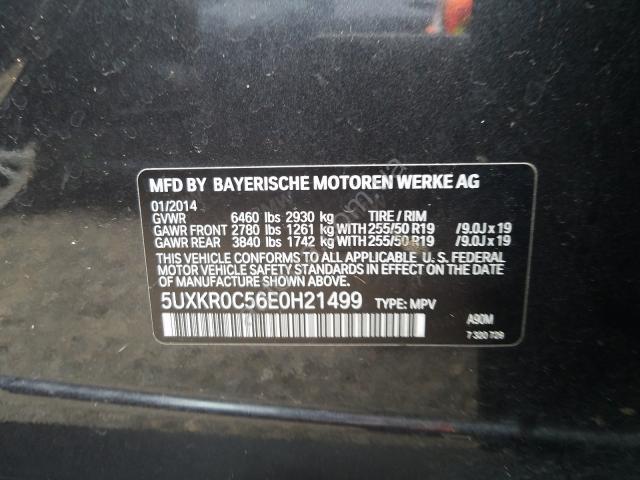 MFD BY BAYERISCHE MOTOREN WERKE AG
01/2014
GVWR 6460 lbs 2930 kg TIRE / RIM
GAWR FRONT 2780 lbs 1261 kg WITH 255/50 R19 /9.0J x 19
GAWR REAR 3840 lbs 1742 kg WITH 255/50 R19 /9.0J x 19
THIS VEHICLE CONFORMS TO ALL APPLICABLE U. S. FEDERAL
MOTOR VEHICLE SAFETY STANDARDS IN EFFECT ON THE DATE
OF MANUFACTURE SHOWN ABOVE.
5UXKR0C56E0H21499 TYPE: MPV
A90M
7 320 729